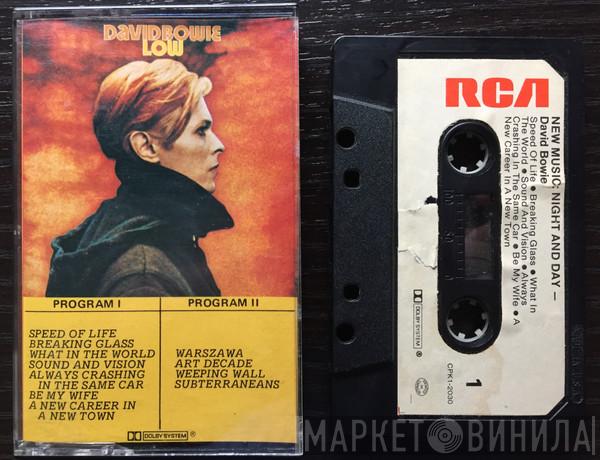 DAVIDBOWIE
LOW
PROGRAM I
SPEED OF LIFE
BREAKING GLASS
WHAT IN THE WORLD
SOUND AND VISION
ALWAYS CRASHING
IN THE SAME CAR
BE MY WIFE
A NEW CAREER IN
A NEW TOWN
PROGRAM II
WARSZAWA
ART DECADE
WEEPING WALL
SUBTERRANEANS
DOLBY SYSTEM ®
RCA
NEW MUSIC: NIGHT AND DAY –
David Bowie
Speed Of Life ● Breaking Glass ● What In
The World ● Sound And Vision ● Always
Crashing In The Same Car ● Be My Wife ● A
New Career In A New Town
DOLBY SYSTEM ®
CPK1-2030
1
МАРКЕТ ВИНИЛА